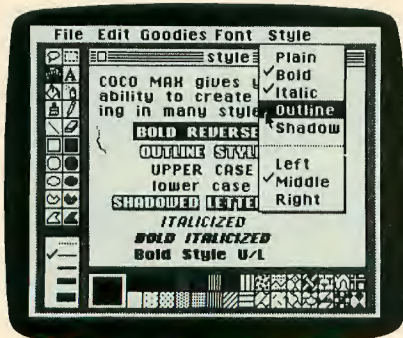 File Edit Goodies Font Style
style
COCO MAX gives
ability to create
ing in many style
BOLD REVERSE
OUTLINE STYL
UPPER CASE
lower case
SHADOWED LETTE
ITALICIZED
BOLD ITALICIZED
Bold Style U/L
Plain
✓Bold
✓Italic
Outline
Shadow
Left
✓Middle
Right
A